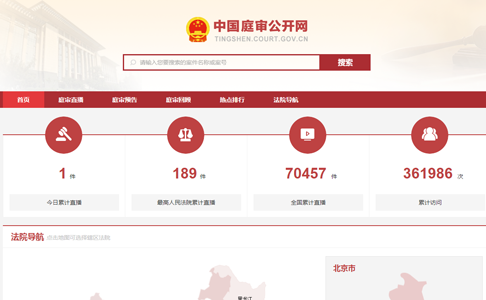 中国庭审公开网
TINGSHEN.COURT.GOV.CN
请输入您要搜索的案件名称或案号
搜索
首页 庭审直播 庭审预告 庭审回顾 热点排行 法院导航
1 件 189 件 70457 件 361986 次
今日累计直播 最高人民法院累计直播 全国累计直播 累计访问
法院导航 点击地图可选择辖区法院
北京市
黑龙江